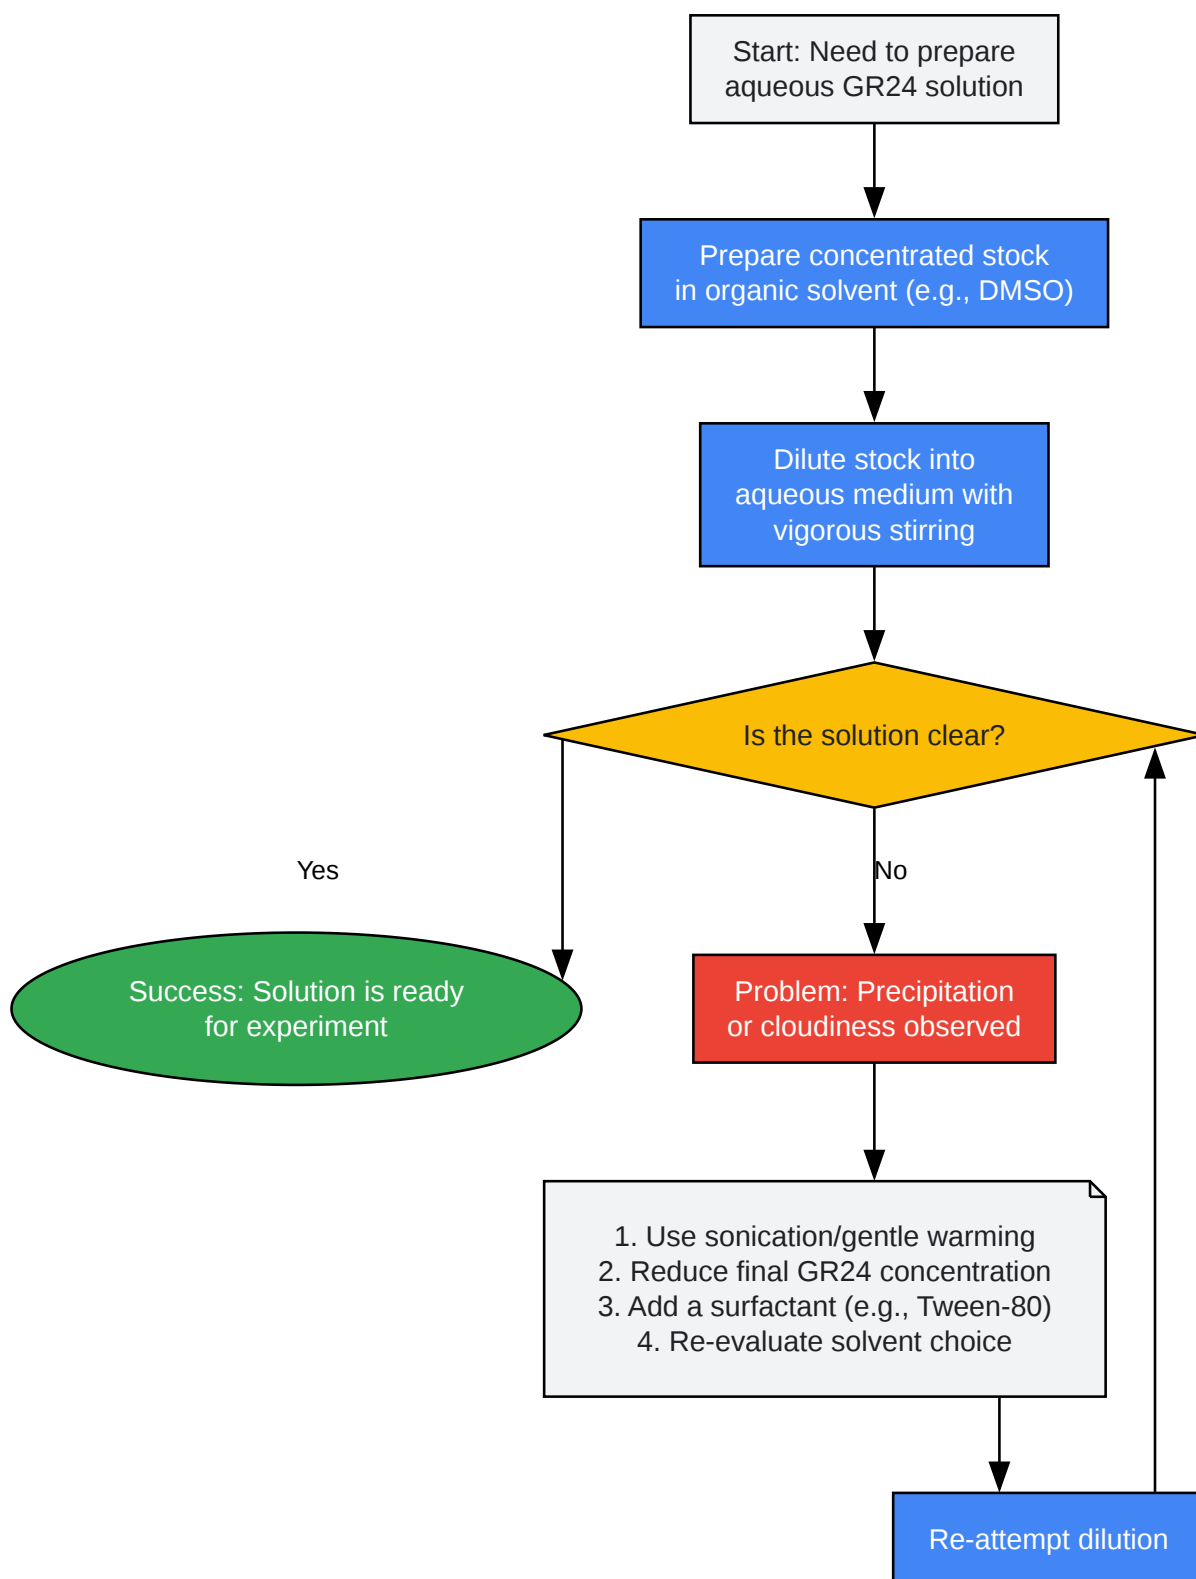 Start: Need to prepare
aqueous GR24 solution
Prepare concentrated stock
in organic solvent (e.g., DMSO)
Dilute stock into
aqueous medium with
vigorous stirring
Is the solution clear?
Yes
No
Success: Solution is ready
for experiment
Problem: Precipitation
or cloudiness observed
1. Use sonication/gentle warming
2. Reduce final GR24 concentration
3. Add a surfactant (e.g., Tween-80)
4. Re-evaluate solvent choice
Re-attempt dilution